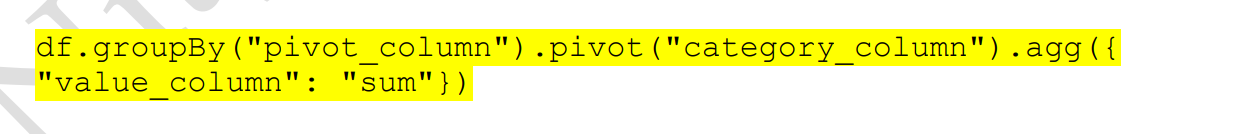 df.groupBy("pivot_column").pivot("category_column").agg({
"value_column": "sum"})